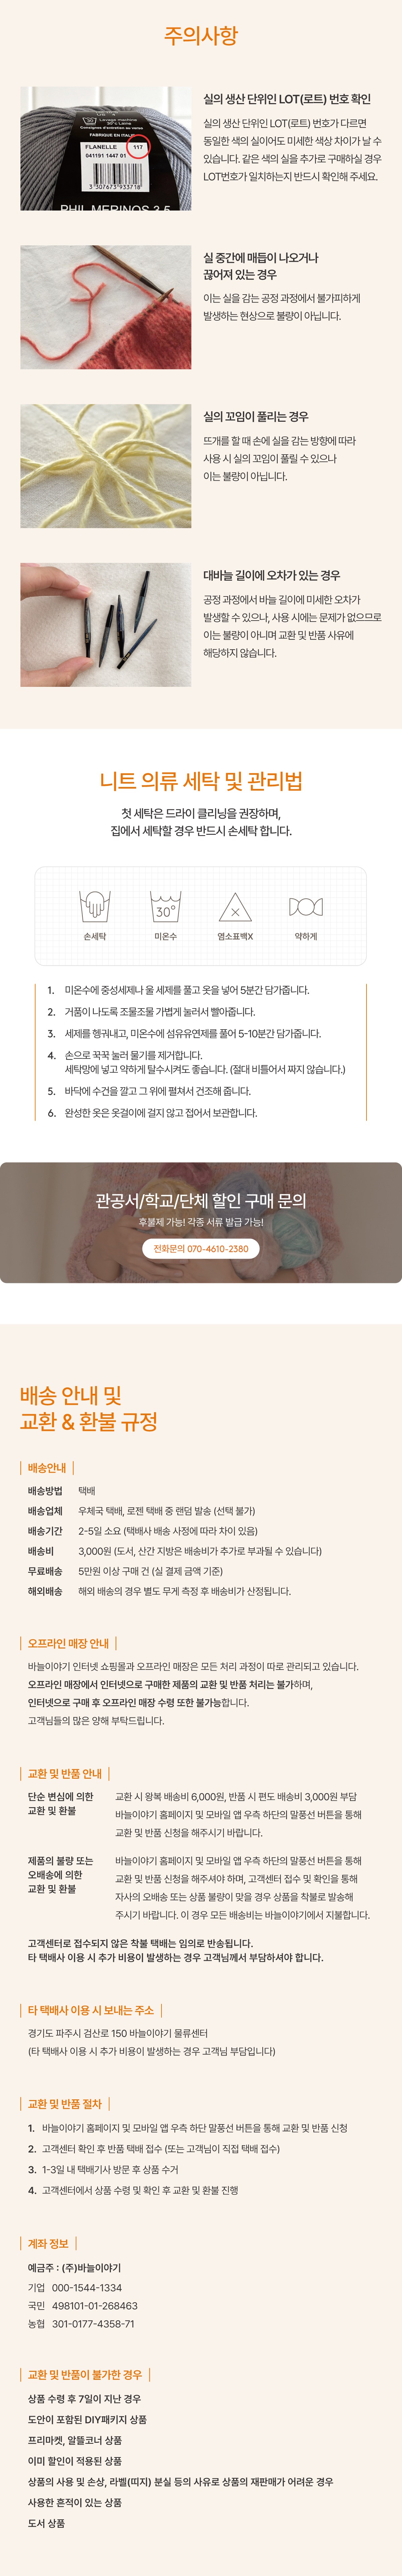 주의사항
Lavage machine
30°c
Consignes d'entretien au verso
FABRIQUE EN ITALIE
FLANELLE 11T
041191 1447 01
3 307673 933718
PHIL MERINOS 3.5
실의 생산 단위인 LOT(로트) 번호 확인
실의 생산 단위인 LOT(로트) 번호가 다르면
동일한 색의 실이어도 미세한 색상 차이가 날 수
있습니다. 같은 색의 실을 추가로 구매하실 경우
LOT번호가 일치하는지 반드시 확인해 주세요.
실 중간에 매듭이 나오거나
끊어져 있는 경우
이는 실을 감는 공정 과정에서 불가피하게
발생하는 현상으로 불량이 아닙니다.
실의 꼬임이 풀리는 경우
뜨개를 할 때 손에 실을 감는 방향에 따라
사용 시 실의 꼬임이 풀릴 수 있으나
이는 불량이 아닙니다.
대바늘 길이에 오차가 있는 경우
공정 과정에서 바늘 길이에 미세한 오차가
발생할 수 있으나, 사용 시에는 문제가 없으므로
이는 불량이 아니며 교환 및 반품 사유에
해당하지 않습니다.
니트 의류 세탁 및 관리법
첫 세탁은 드라이 클리닝을 권장하며,
집에서 세탁할 경우 반드시 손세탁 합니다.
30°
손세탁 미온수 염소표백X 약하게
1. 미온수에 중성세제나 울 세제를 풀고 옷을 넣어 5분간 담가줍니다.
2. 거품이 나도록 조물조물 가볍게 눌러서 빨아줍니다.
3. 세제를 헹궈내고, 미온수에 섬유유연제를 풀어 5-10분간 담가줍니다.
4. 손으로 꾹꾹 눌러 물기를 제거합니다.
세탁망에 넣고 약하게 탈수시켜도 좋습니다. (절대 비틀어서 짜지 않습니다.)
5. 바닥에 수건을 깔고 그 위에 펼쳐서 건조해 줍니다.
6. 완성한 옷은 옷걸이에 걸지 않고 접어서 보관합니다.
관공서/학교/단체 할인 구매 문의
후불제 가능! 각종 서류 발급 가능!
전화문의 070-4610-2380
배송 안내 및
교환 & 환불 규정
배송안내
배송방법 택배
배송업체 우체국 택배, 로젠 택배 중 랜덤 발송 (선택 불가)
배송기간 2-5일 소요 (택배사 배송 사정에 따라 차이 있음)
배송비 3,000원 (도서, 산간 지방은 배송비가 추가로 부과될 수 있습니다)
무료배송 5만원 이상 구매 건 (실 결제 금액 기준)
해외배송 해외 배송의 경우 별도 무게 측정 후 배송비가 산정됩니다.
오프라인 매장 안내
바늘이야기 인터넷 쇼핑몰과 오프라인 매장은 모든 처리 과정이 따로 관리되고 있습니다.
오프라인 매장에서 인터넷으로 구매한 제품의 교환 및 반품 처리는 불가하며,
인터넷으로 구매 후 오프라인 매장 수령 또한 불가능합니다.
고객님들의 많은 양해 부탁드립니다.
교환 및 반품 안내
단순 변심에 의한
교환 및 환불
교환 시 왕복 배송비 6,000원, 반품 시 편도 배송비 3,000원 부담
바늘이야기 홈페이지 및 모바일 앱 우측 하단의 말풍선 버튼을 통해
교환 및 반품 신청을 해주시기 바랍니다.
제품의 불량 또는
오배송에 의한
교환 및 환불
바늘이야기 홈페이지 및 모바일 앱 우측 하단의 말풍선 버튼을 통해
교환 및 반품 신청을 해주셔야 하며, 고객센터 접수 및 확인을 통해
자사의 오배송 또는 상품 불량이 맞을 경우 상품을 착불로 발송해
주시기 바랍니다. 이 경우 모든 배송비는 바늘이야기에서 지불합니다.
고객센터로 접수되지 않은 착불 택배는 임의로 반송됩니다.
타 택배사 이용 시 추가 비용이 발생하는 경우 고객님께서 부담하셔야 합니다.
타 택배사 이용 시 보내는 주소
경기도 파주시 검산로 150 바늘이야기 물류센터
(타 택배사 이용 시 추가 비용이 발생하는 경우 고객님 부담입니다)
교환 및 반품 절차
1. 바늘이야기 홈페이지 및 모바일 앱 우측 하단 말풍선 버튼을 통해 교환 및 반품 신청
2. 고객센터 확인 후 반품 택배 접수 (또는 고객님이 직접 택배 접수)
3. 1-3일 내 택배기사 방문 후 상품 수거
4. 고객센터에서 상품 수령 및 확인 후 교환 및 환불 진행
계좌 정보
예금주 : (주)바늘이야기
기업 000-1544-1334
국민 498101-01-268463
농협 301-0177-4358-71
교환 및 반품이 불가한 경우
상품 수령 후 7일이 지난 경우
도안이 포함된 DIY패키지 상품
프리마켓, 알뜰코너 상품
이미 할인이 적용된 상품
상품의 사용 및 손상, 라벨(띠지) 분실 등의 사유로 상품의 재판매가 어려운 경우
사용한 흔적이 있는 상품
도서 상품